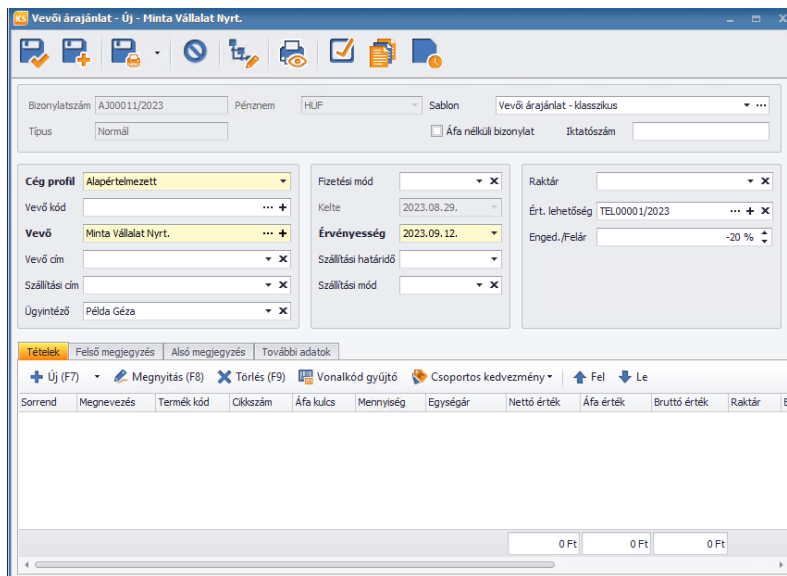 KS Vevői árajánlat - Új - Minta Vállalat Nyrt.
Bizonylatszám AJ00011/2023 Pénznem HUF Sablon Vevői árajánlat - klasszikus
Típus Normál Áfa nélküli bizonylat Iktatószám
Cég profil Alapértelmezett Fizetési mód Raktár
Vevő kód Kelte 2023.08.29. Ért. lehetőség TEL00001/2023
Vevő Minta Vállalat Nyrt. Érvényesség 2023.09.12. Enged./Felár -20 %
Vevő cím Szállítási határidő
Szállítási cím Szállítási mód
Ügyintéző Példa Géza
Tételek Felső megjegyzés Alsó megjegyzés További adatok
Új (F7) Megnyitás (F8) Törlés (F9) Vonalkód gyűjtő Csoportos kedvezmény Fel Le
Sorrend Megnevezés Termék kód Cikkszám Áfa kulcs Mennyiség Egységár Nettó érték Áfa érték Bruttó érték Raktár
0 Ft 0 Ft 0 Ft